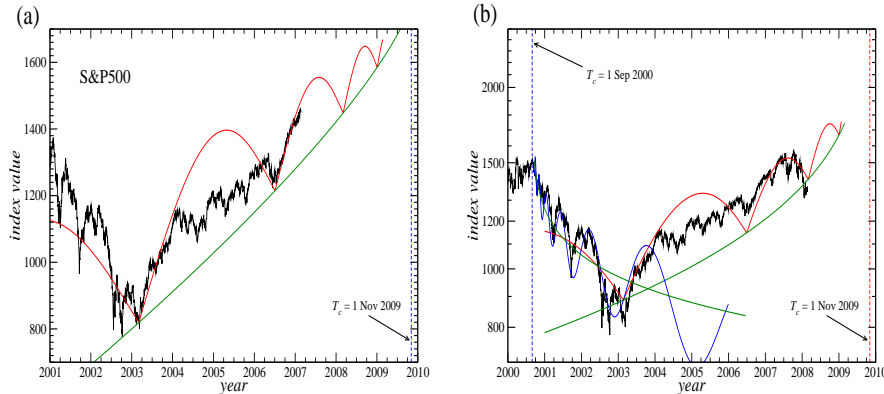 (a)
S&P500
index value
1600
1400
1200
1000
800
T_c = 1 Nov 2009
2001 2002 2003 2004 2005 2006 2007 2008 2009 2010
year
(b)
T_c = 1 Sep 2000
index value
2000
1500
1200
1000
800
T_c = 1 Nov 2009
2000 2001 2002 2003 2004 2005 2006 2007 2008 2009 2010
year